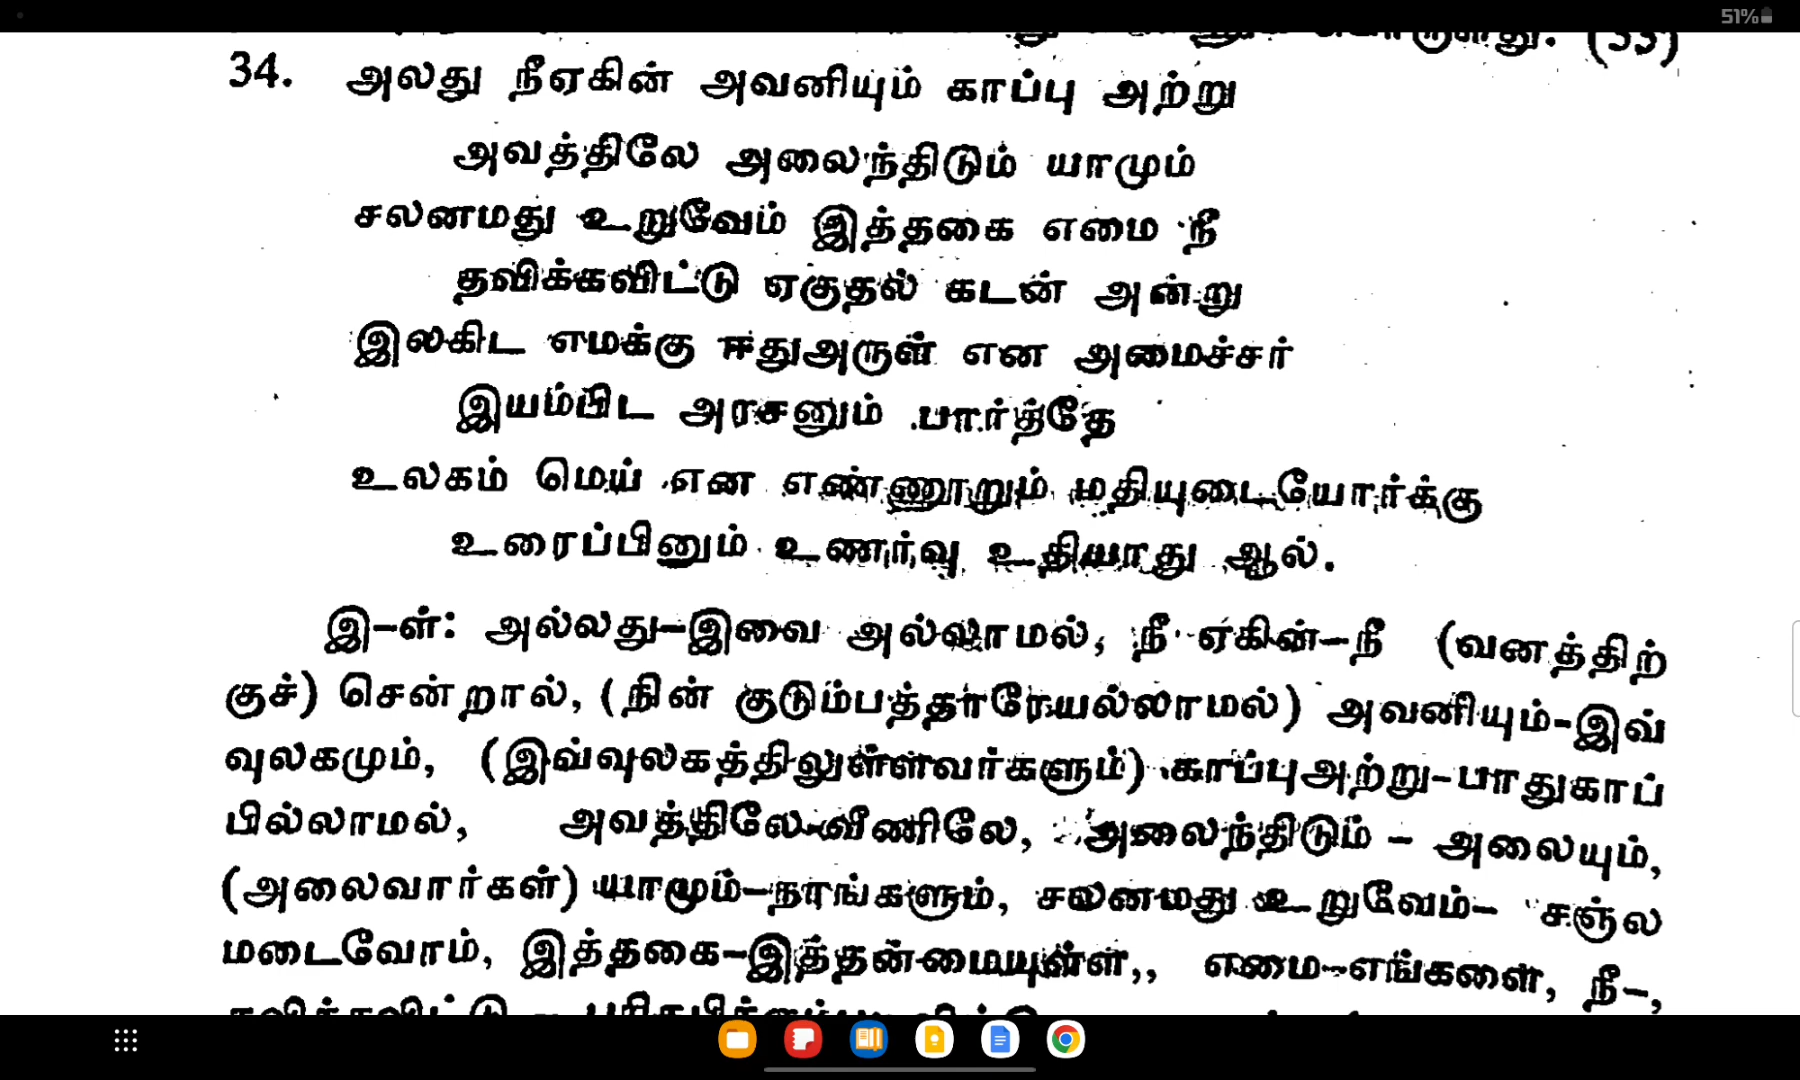 51%
(33)
34. அலது நீஏகின் அவனியும் காப்பு அற்று
அவத்திலே அலைந்திடும் யாமும்
சலனமது உறுவேம் இத்தகை எமை நீ
தவிக்கவிட்டு ஏகுதல் கடன் அன்று
இலகிட எமக்கு ஈதுஅருள் என அமைச்சர்
இயம்பிட அரசனும் பார்த்தே
உலகம் மெய் என எண்ணூறும் மதியுடையோர்க்கு
உரைப்பினும் உணர்வு உதியாது ஆல்.
இ-ள்: அல்லது-இவை அல்லாமல், நீ ஏகின்-நீ (வனத்திற்
குச்) சென்றால், (நின் குடும்பத்தாரேயல்லாமல்) அவனியும்-இவ்
வுலகமும், (இவ்வுலகத்திலுள்ளவர்களும்) காப்புஅற்று-பாதுகாப்
பில்லாமல், அவத்திலே-வீணிலே, அலைந்திடும் - அலையும்,
(அலைவார்கள்) யாமும்-நாங்களும், சலனமது உறுவேம்- சஞ்ல
மடைவோம், இத்தகை-இத்தன்மையுள்ள,, எமை-எங்களை, நீ-,